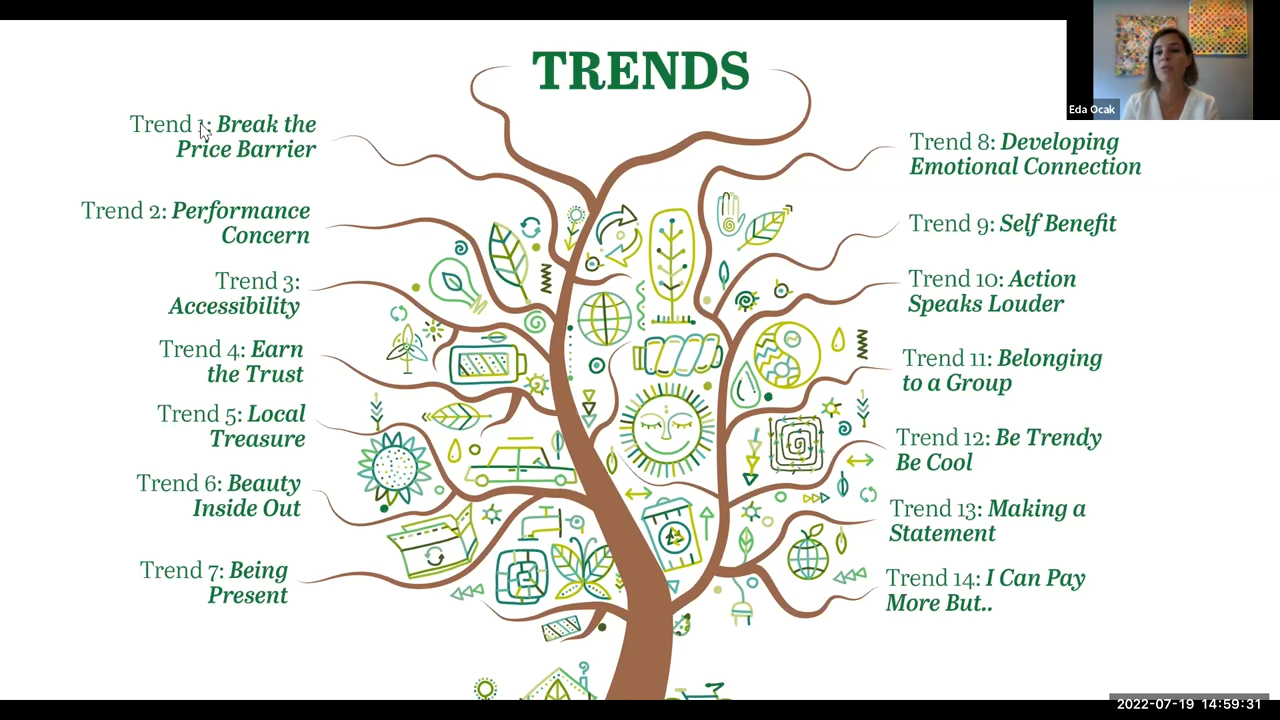 TRENDS
Trend 1: Break the
Price Barrier
Trend 2: Performance
Concern
Trend 3:
Accessibility
Trend 4: Earn
the Trust
Trend 5: Local
Treasure
Trend 6: Beauty
Inside Out
Trend 7: Being
Present
Trend 8: Developing
Emotional Connection
Trend 9: Self Benefit
Trend 10: Action
Speaks Louder
Trend 11: Belonging
to a Group
Trend 12: Be Trendy
Be Cool
Trend 13: Making a
Statement
Trend 14: I Can Pay
More But..
Eda Ocak
2022-07-19 14:59:31